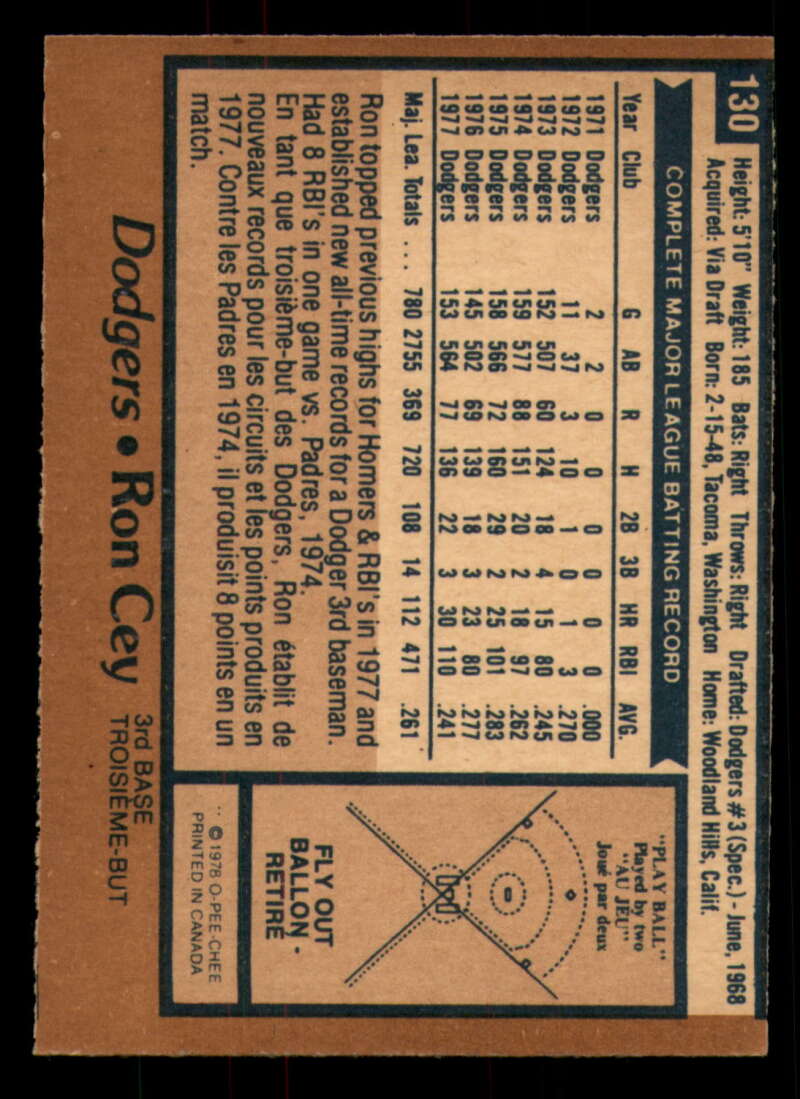 130
Height: 5'10" Weight: 185 Bats: Right Throws: Right Drafted: Dodgers #3 (Spec.) - June, 1968
Acquired: Via Draft Born: 2-15-48, Tacoma, Washington Home: Woodland Hills, Calif.
COMPLETE MAJOR LEAGUE BATTING RECORD
Year Club G AB R H 2B 3B HR RBI AVG.
1971 Dodgers 2 2 0 0 0 0 0 0 .000
1972 Dodgers 11 37 3 10 1 0 1 3 .270
1973 Dodgers 152 507 60 124 18 4 15 80 .245
1974 Dodgers 159 577 88 151 20 2 18 97 .262
1975 Dodgers 158 566 72 160 29 2 25 101 .283
1976 Dodgers 145 502 69 139 18 3 23 80 .277
1977 Dodgers 153 564 77 136 22 3 30 110 .241
Maj. Lea. Totals ... 780 2755 369 720 108 14 112 471 .261
Ron topped previous highs for Homers & RBI's in 1977 and
established new all-time records for a Dodger 3rd baseman.
Had 8 RBI's in one game vs. Padres, 1974.
En tant que troisième-but des Dodgers, Ron établit de
nouveaux records pour les circuits et les points produits en
1977. Contre les Padres en 1974, il produisit 8 points en un
match.
"PLAY BALL"
Played by two
"AU JEU"
Joué par deux
FLY OUT
BALLON -
RETIRÉ
©1978 O-PEE-CHEE
PRINTED IN CANADA
Dodgers • Ron Cey
3rd BASE
TROISIÈME-BUT